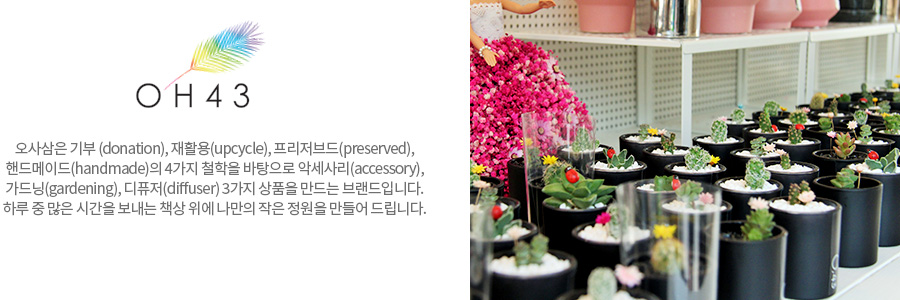 OH43
오사삼은 기부 (donation), 재활용(upcycle), 프리저브드(preserved),
핸드메이드(handmade)의 4가지 철학을 바탕으로 악세사리(accessory),
가드닝(gardening), 디퓨저(diffuser) 3가지 상품을 만드는 브랜드입니다.
하루 중 많은 시간을 보내는 책상 위에 나만의 작은 정원을 만들어 드립니다.